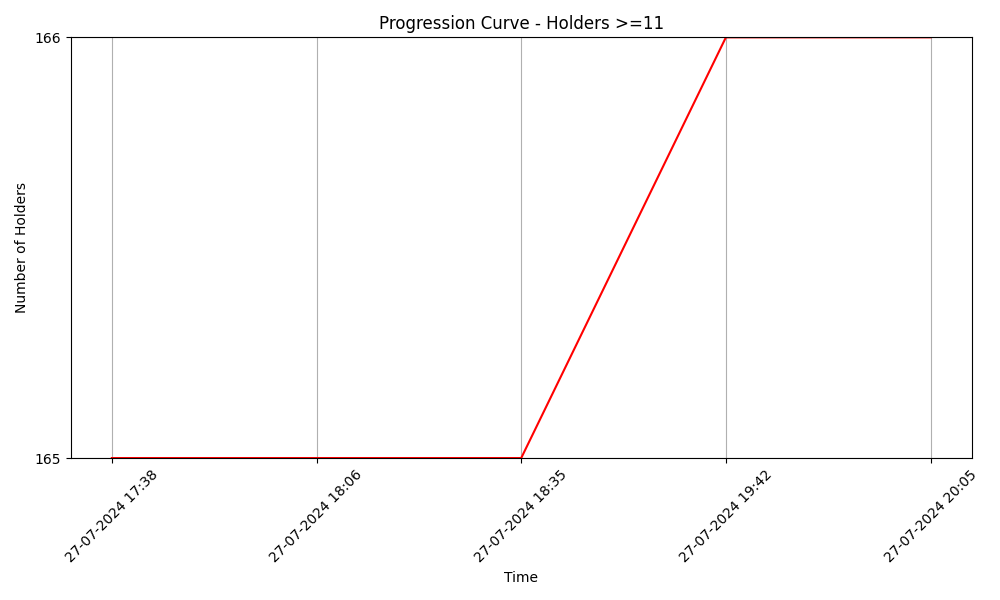 Progression Curve - Holders >=11
166
165
Number of Holders
27-07-2024 17:38
27-07-2024 18:06
27-07-2024 18:35
27-07-2024 19:42
27-07-2024 20:05
Time